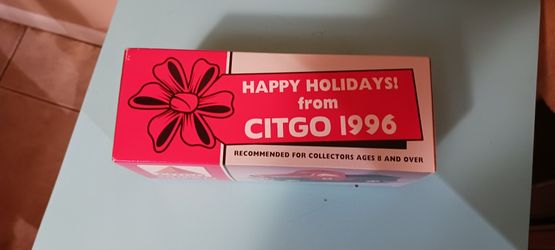 HAPPY HOLIDAYS!
from
CITGO 1996
RECOMMENDED FOR COLLECTORS AGES 8 AND OVER